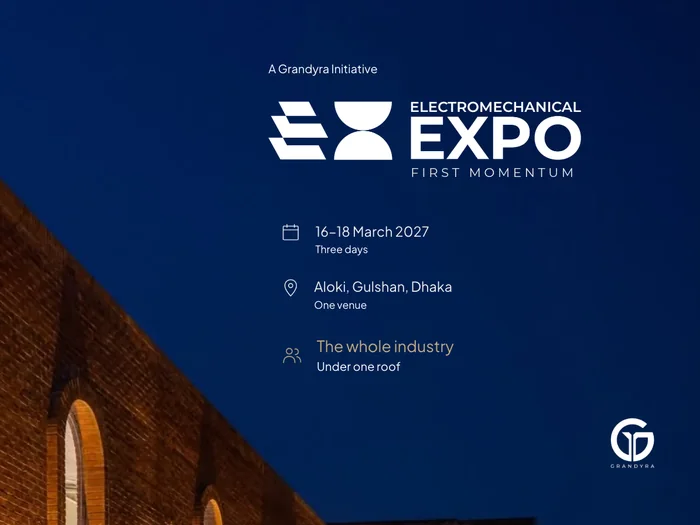 A Grandyra Initiative
ELECTROMECHANICAL
EXPO
FIRST MOMENTUM
16–18 March 2027
Three days
Aloki, Gulshan, Dhaka
One venue
The whole industry
Under one roof
GRANDYRA